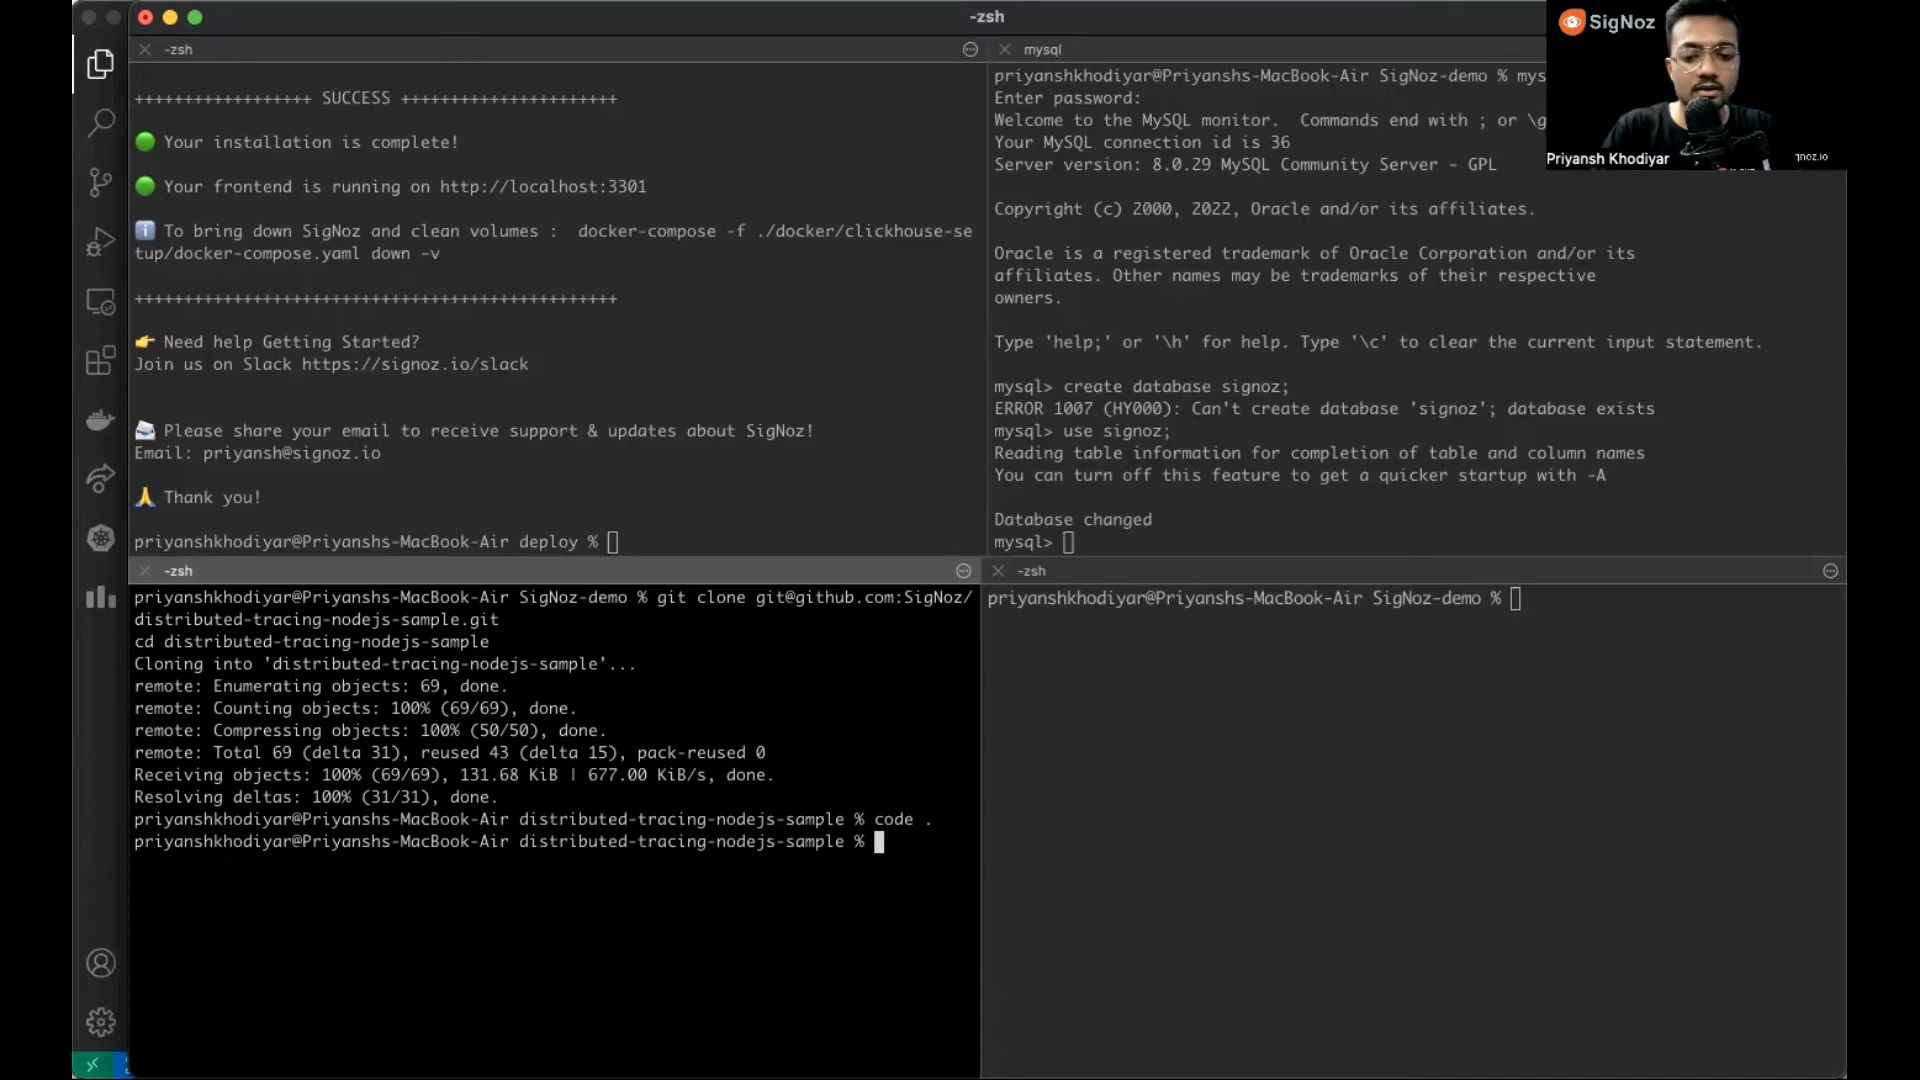 -zsh
-zsh
++++++++++++++++++ SUCCESS ++++++++++++++++++++++
Your installation is complete!
Your frontend is running on http://localhost:3301
To bring down SigNoz and clean volumes :  docker-compose -f ./docker/clickhouse-se
tup/docker-compose.yaml down -v
+++++++++++++++++++++++++++++++++++++++++++++++++
Need help Getting Started?
Join us on Slack https://signoz.io/slack
Please share your email to receive support & updates about SigNoz!
Email: priyansh@signoz.io
Thank you!
priyanshkhodiyar@Priyanshs-MacBook-Air deploy %
mysql
priyanshkhodiyar@Priyanshs-MacBook-Air SigNoz-demo % mys
Enter password:
Welcome to the MySQL monitor.  Commands end with ; or \g
Your MySQL connection id is 36
Server version: 8.0.29 MySQL Community Server - GPL
Copyright (c) 2000, 2022, Oracle and/or its affiliates.
Oracle is a registered trademark of Oracle Corporation and/or its
affiliates. Other names may be trademarks of their respective
owners.
Type 'help;' or '\h' for help. Type '\c' to clear the current input statement.
mysql> create database signoz;
ERROR 1007 (HY000): Can't create database 'signoz'; database exists
mysql> use signoz;
Reading table information for completion of table and column names
You can turn off this feature to get a quicker startup with -A
Database changed
mysql>
SigNoz
Priyansh Khodiyar
-zsh
priyanshkhodiyar@Priyanshs-MacBook-Air SigNoz-demo % git clone git@github.com:SigNoz/
distributed-tracing-nodejs-sample.git
cd distributed-tracing-nodejs-sample
Cloning into 'distributed-tracing-nodejs-sample'...
remote: Enumerating objects: 69, done.
remote: Counting objects: 100% (69/69), done.
remote: Compressing objects: 100% (50/50), done.
remote: Total 69 (delta 31), reused 43 (delta 15), pack-reused 0
Receiving objects: 100% (69/69), 131.68 KiB | 677.00 KiB/s, done.
Resolving deltas: 100% (31/31), done.
priyanshkhodiyar@Priyanshs-MacBook-Air distributed-tracing-nodejs-sample % code .
priyanshkhodiyar@Priyanshs-MacBook-Air distributed-tracing-nodejs-sample %
-zsh
priyanshkhodiyar@Priyanshs-MacBook-Air SigNoz-demo %